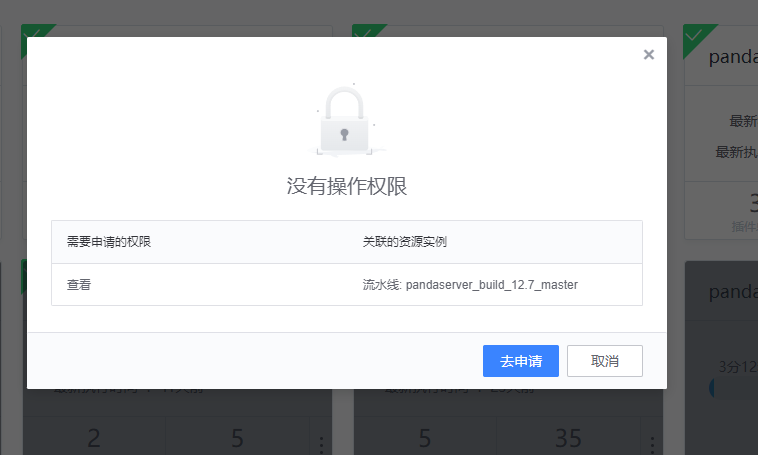 panda
最新
最新执
3
插件
没有操作权限
需要申请的权限 关联的资源实例
查看 流水线: pandaserver_build_12.7_master
去申请 取消
panda
3分12
2 5 5 35